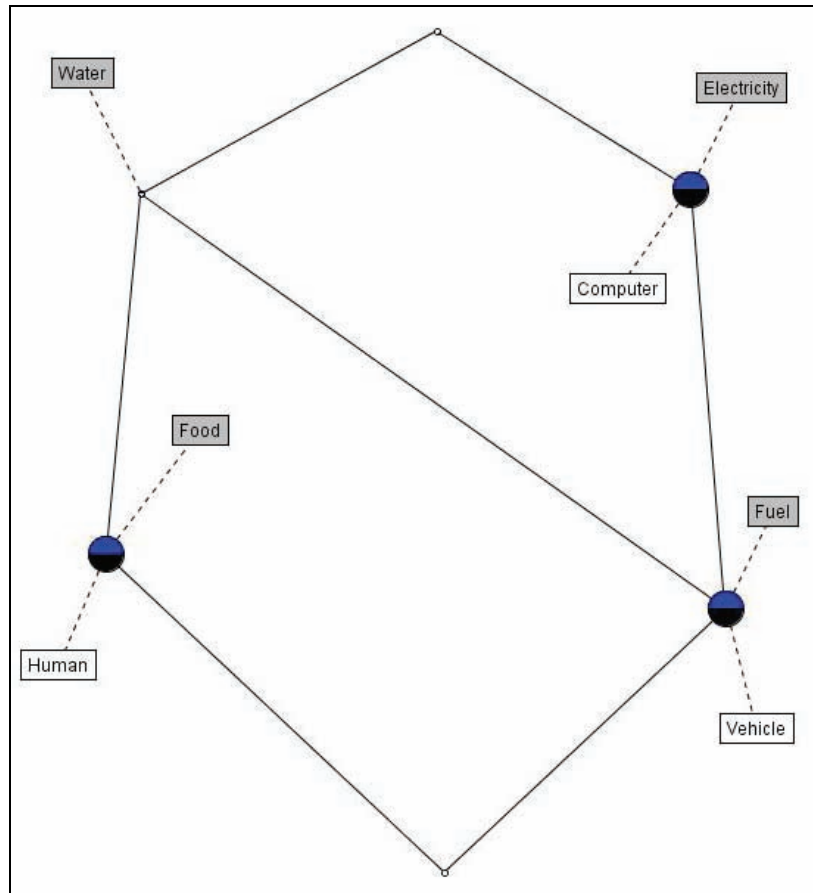 Water
Electricity
Computer
Food
Fuel
Human
Vehicle